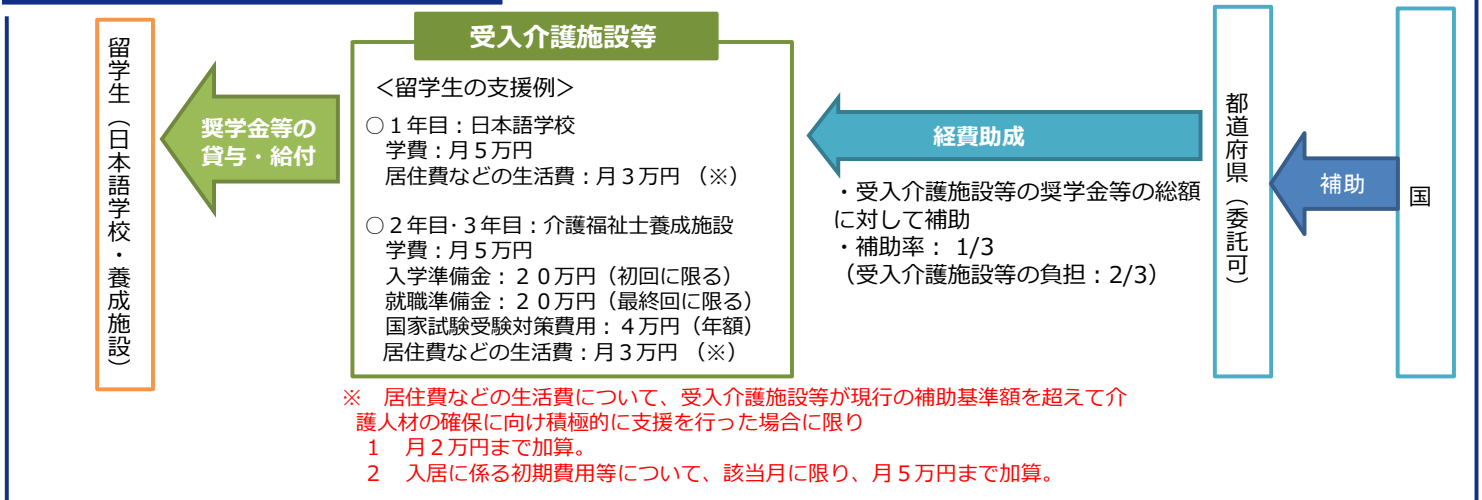 留学生（日本語学校・養成施設）
奨学金等の
貸与・給付
受入介護施設等
＜留学生の支援例＞
○１年目：日本語学校
学費：月５万円
居住費などの生活費：月３万円 （※）
○２年目･３年目：介護福祉士養成施設
学費：月５万円
入学準備金：２０万円（初回に限る）
就職準備金：２０万円（最終回に限る）
国家試験受験対策費用：４万円（年額）
居住費などの生活費：月３万円 （※）
経費助成
・受入介護施設等の奨学金等の総額
に対して補助
・補助率： 1/3
（受入介護施設等の負担：2/3）
都道府県（委託可）
補助
国
※　居住費などの生活費について、受入介護施設等が現行の補助基準額を超えて介
護人材の確保に向け積極的に支援を行った場合に限り
１　月２万円まで加算。
２　入居に係る初期費用等について、該当月に限り、月５万円まで加算。